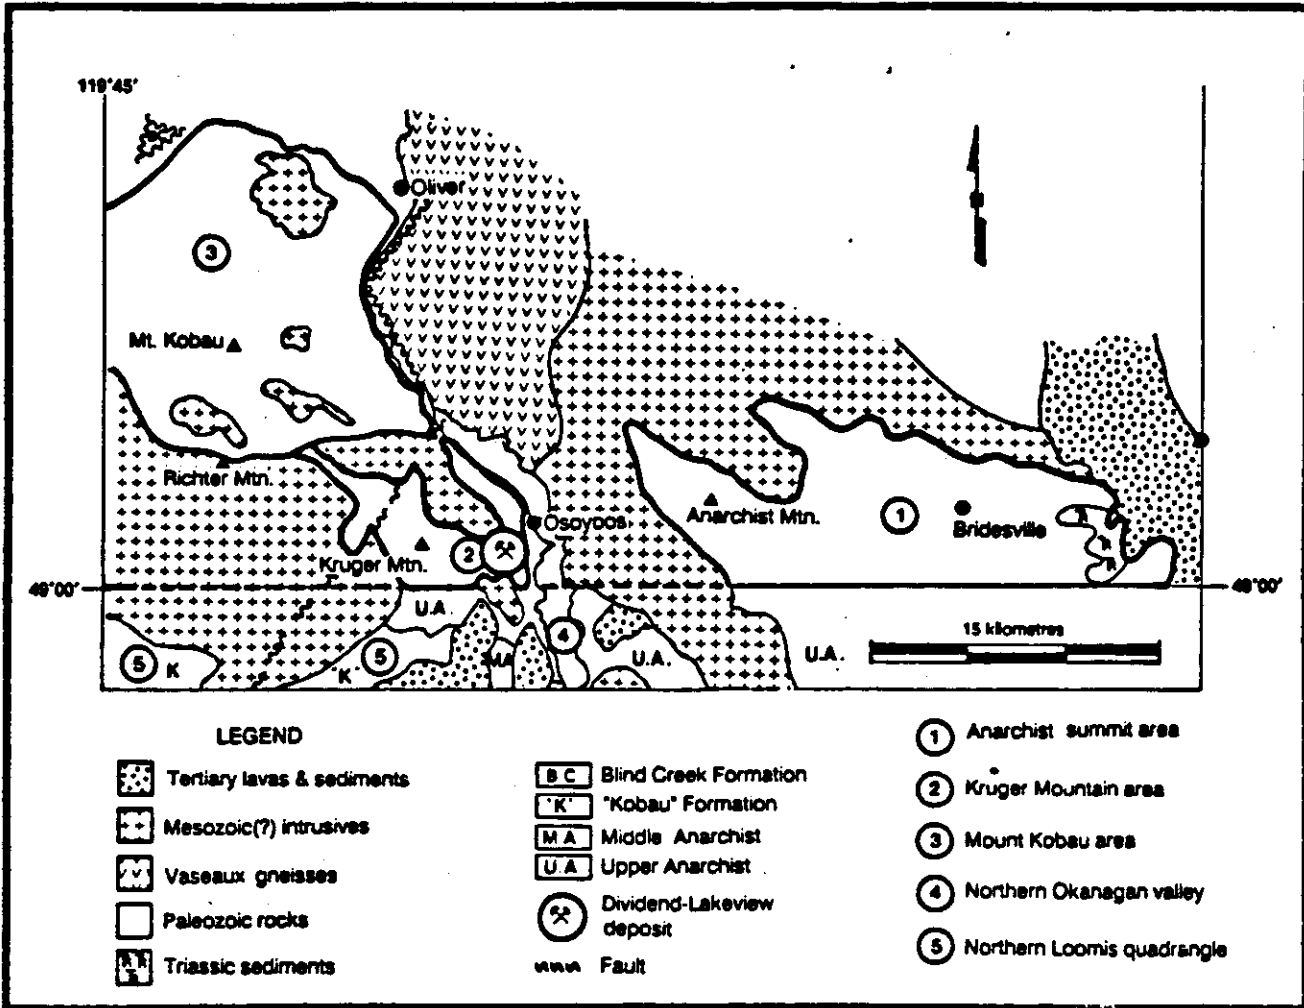 119°45'
Oliver
3
Mt. Kobau
Richter Mtn.
Osoyoos
Anarchist Mtn.
1
Bridesville
Kruger Mtn.
2
49°00'
49°00'
U.A.
4
15 kilometres
5
K
5
"K"
MA
U.A.
U.A.
LEGEND
Tertiary lavas & sediments
Mesozoic(?) intrusives
Vaseaux gneisses
Paleozoic rocks
Triassic sediments
B C Blind Creek Formation
"K" "Kobau" Formation
M A Middle Anarchist
U.A Upper Anarchist
Dividend-Lakeview
deposit
Fault
1 Anarchist summit area
2 Kruger Mountain area
3 Mount Kobau area
4 Northern Okanagan valley
5 Northern Loomis quadrangle